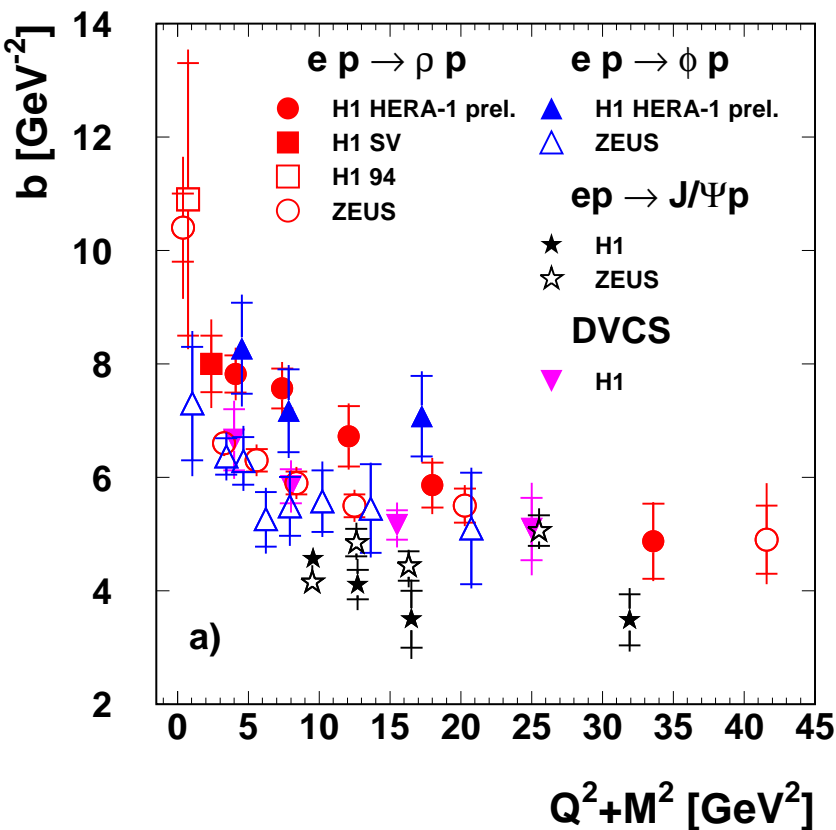 b [GeV⁻²]
14
12
10
8
6
4
2
e p → ρ p
H1 HERA-1 prel.
H1 SV
H1 94
ZEUS
e p → ϕ p
H1 HERA-1 prel.
ZEUS
ep → J/Ψp
H1
ZEUS
DVCS
H1
a)
0 5 10 15 20 25 30 35 40 45
Q²+M² [GeV²]